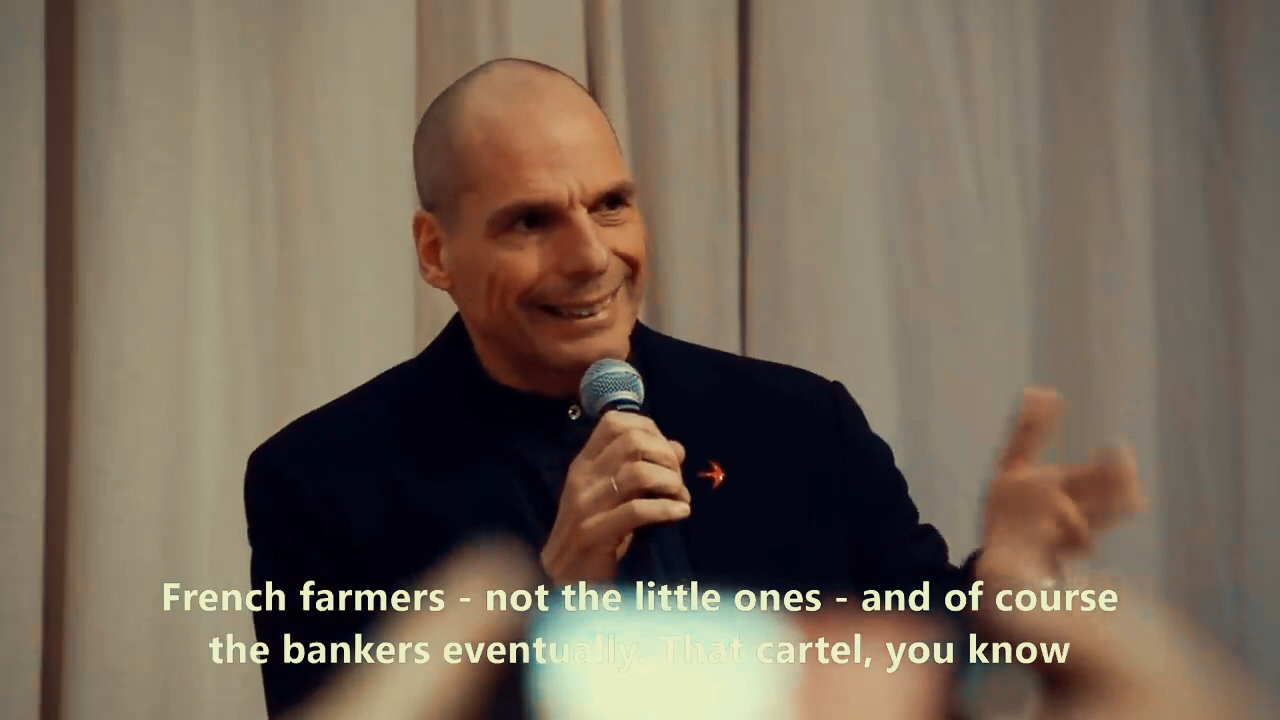 French farmers - not the little ones - and of course
the bankers eventually. That cartel, you know